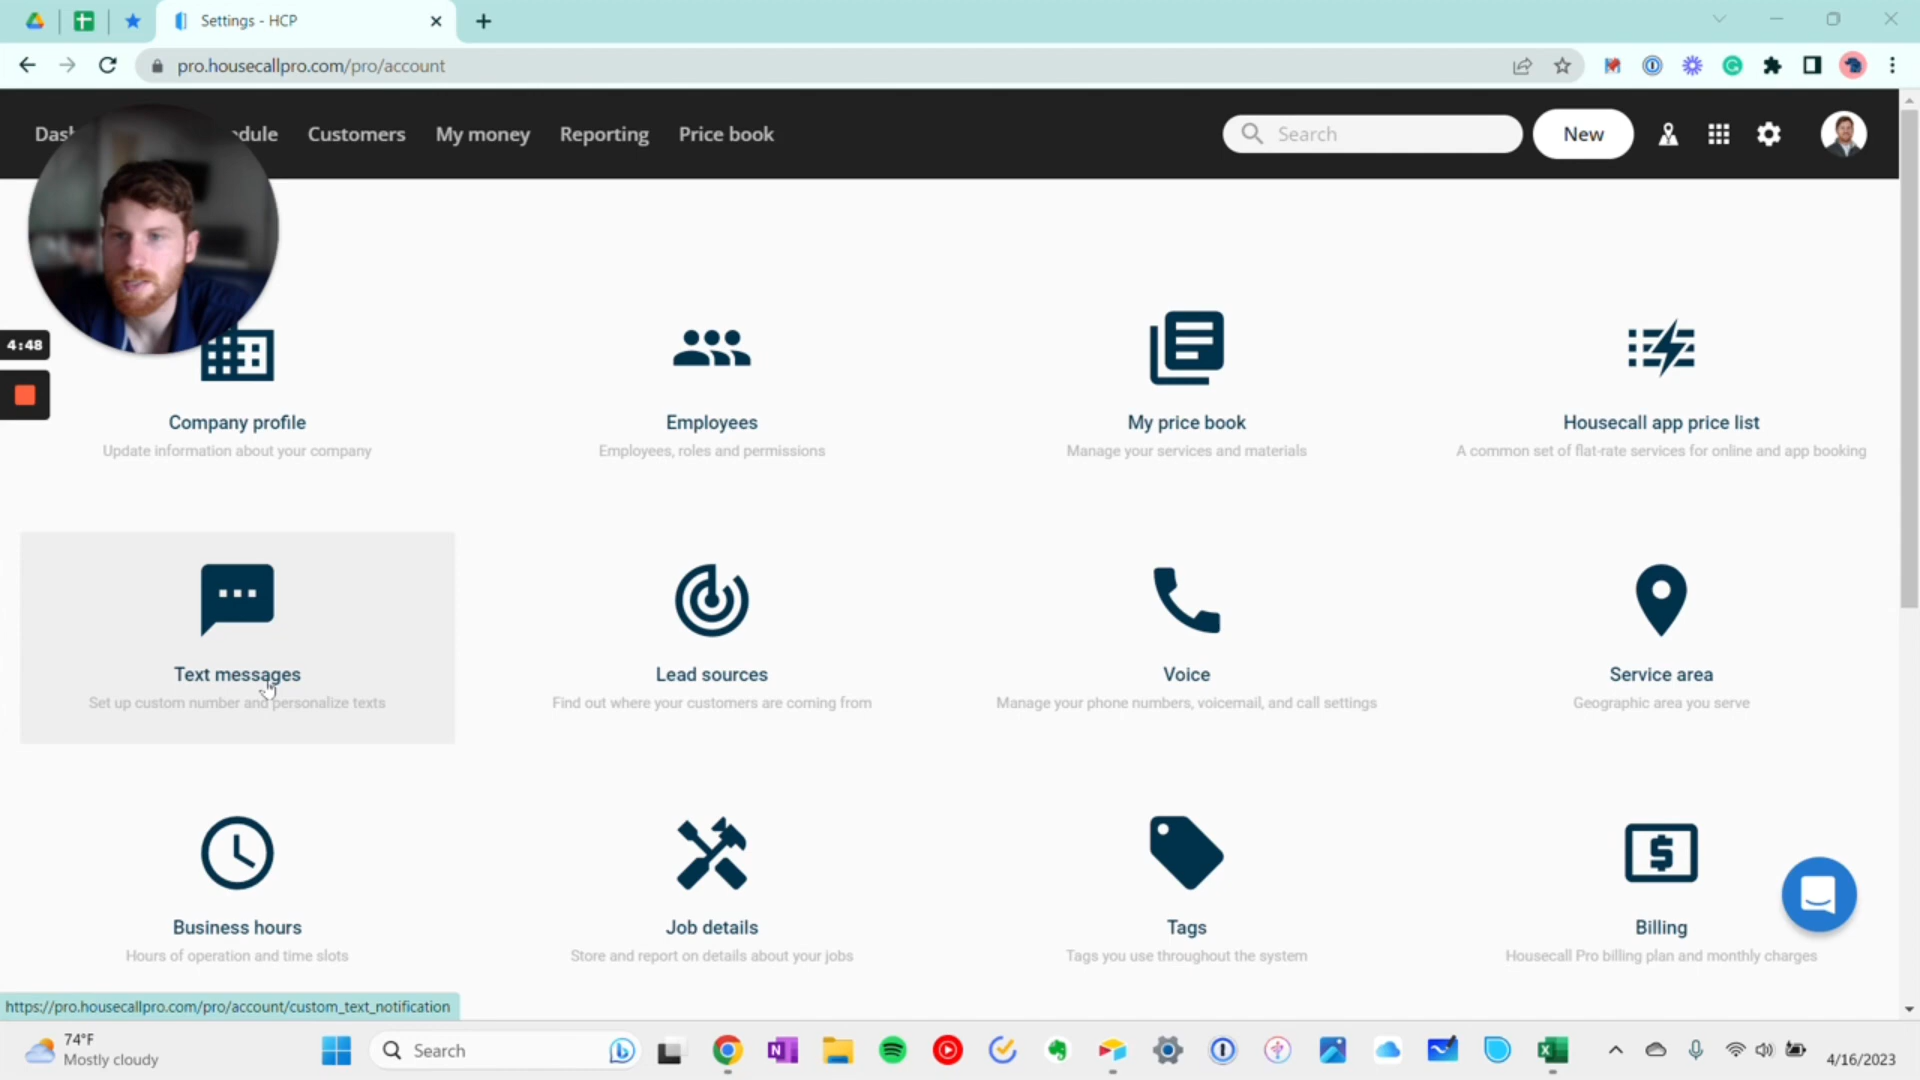 Settings - HCP
pro.housecallpro.com/pro/account
Dash
edule
Customers
My money
Reporting
Price book
Search
New
4:48
Company profile
Update information about your company
Employees
Employees, roles and permissions
My price book
Manage your services and materials
Housecall app price list
A common set of flat-rate services for online and app booking
Text messages
Set up custom number and personalize texts
Lead sources
Find out where your customers are coming from
Voice
Manage your phone numbers, voicemail, and call settings
Service area
Geographic area you serve
Business hours
Hours of operation and time slots
Job details
Store and report on details about your jobs
Tags
Tags you use throughout the system
Billing
Housecall Pro billing plan and monthly charges
https://pro.housecallpro.com/pro/account/custom_text_notification
74°F
Mostly cloudy
Search
4/16/2023